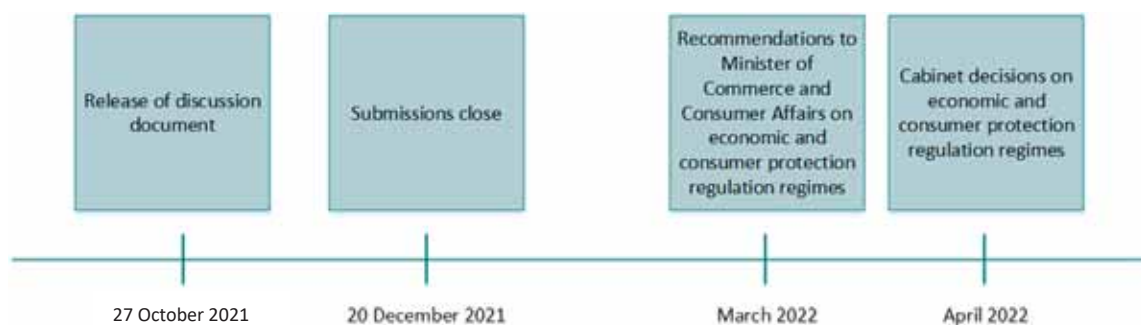 Release of discussion
document
Submissions close
Recommendations to
Minister of
Commerce and
Consumer Affairs on
economic and
consumer protection
regulation regimes
Cabinet decisions on
economic and
consumer protection
regulation regimes
27 October 2021
20 December 2021
March 2022
April 2022